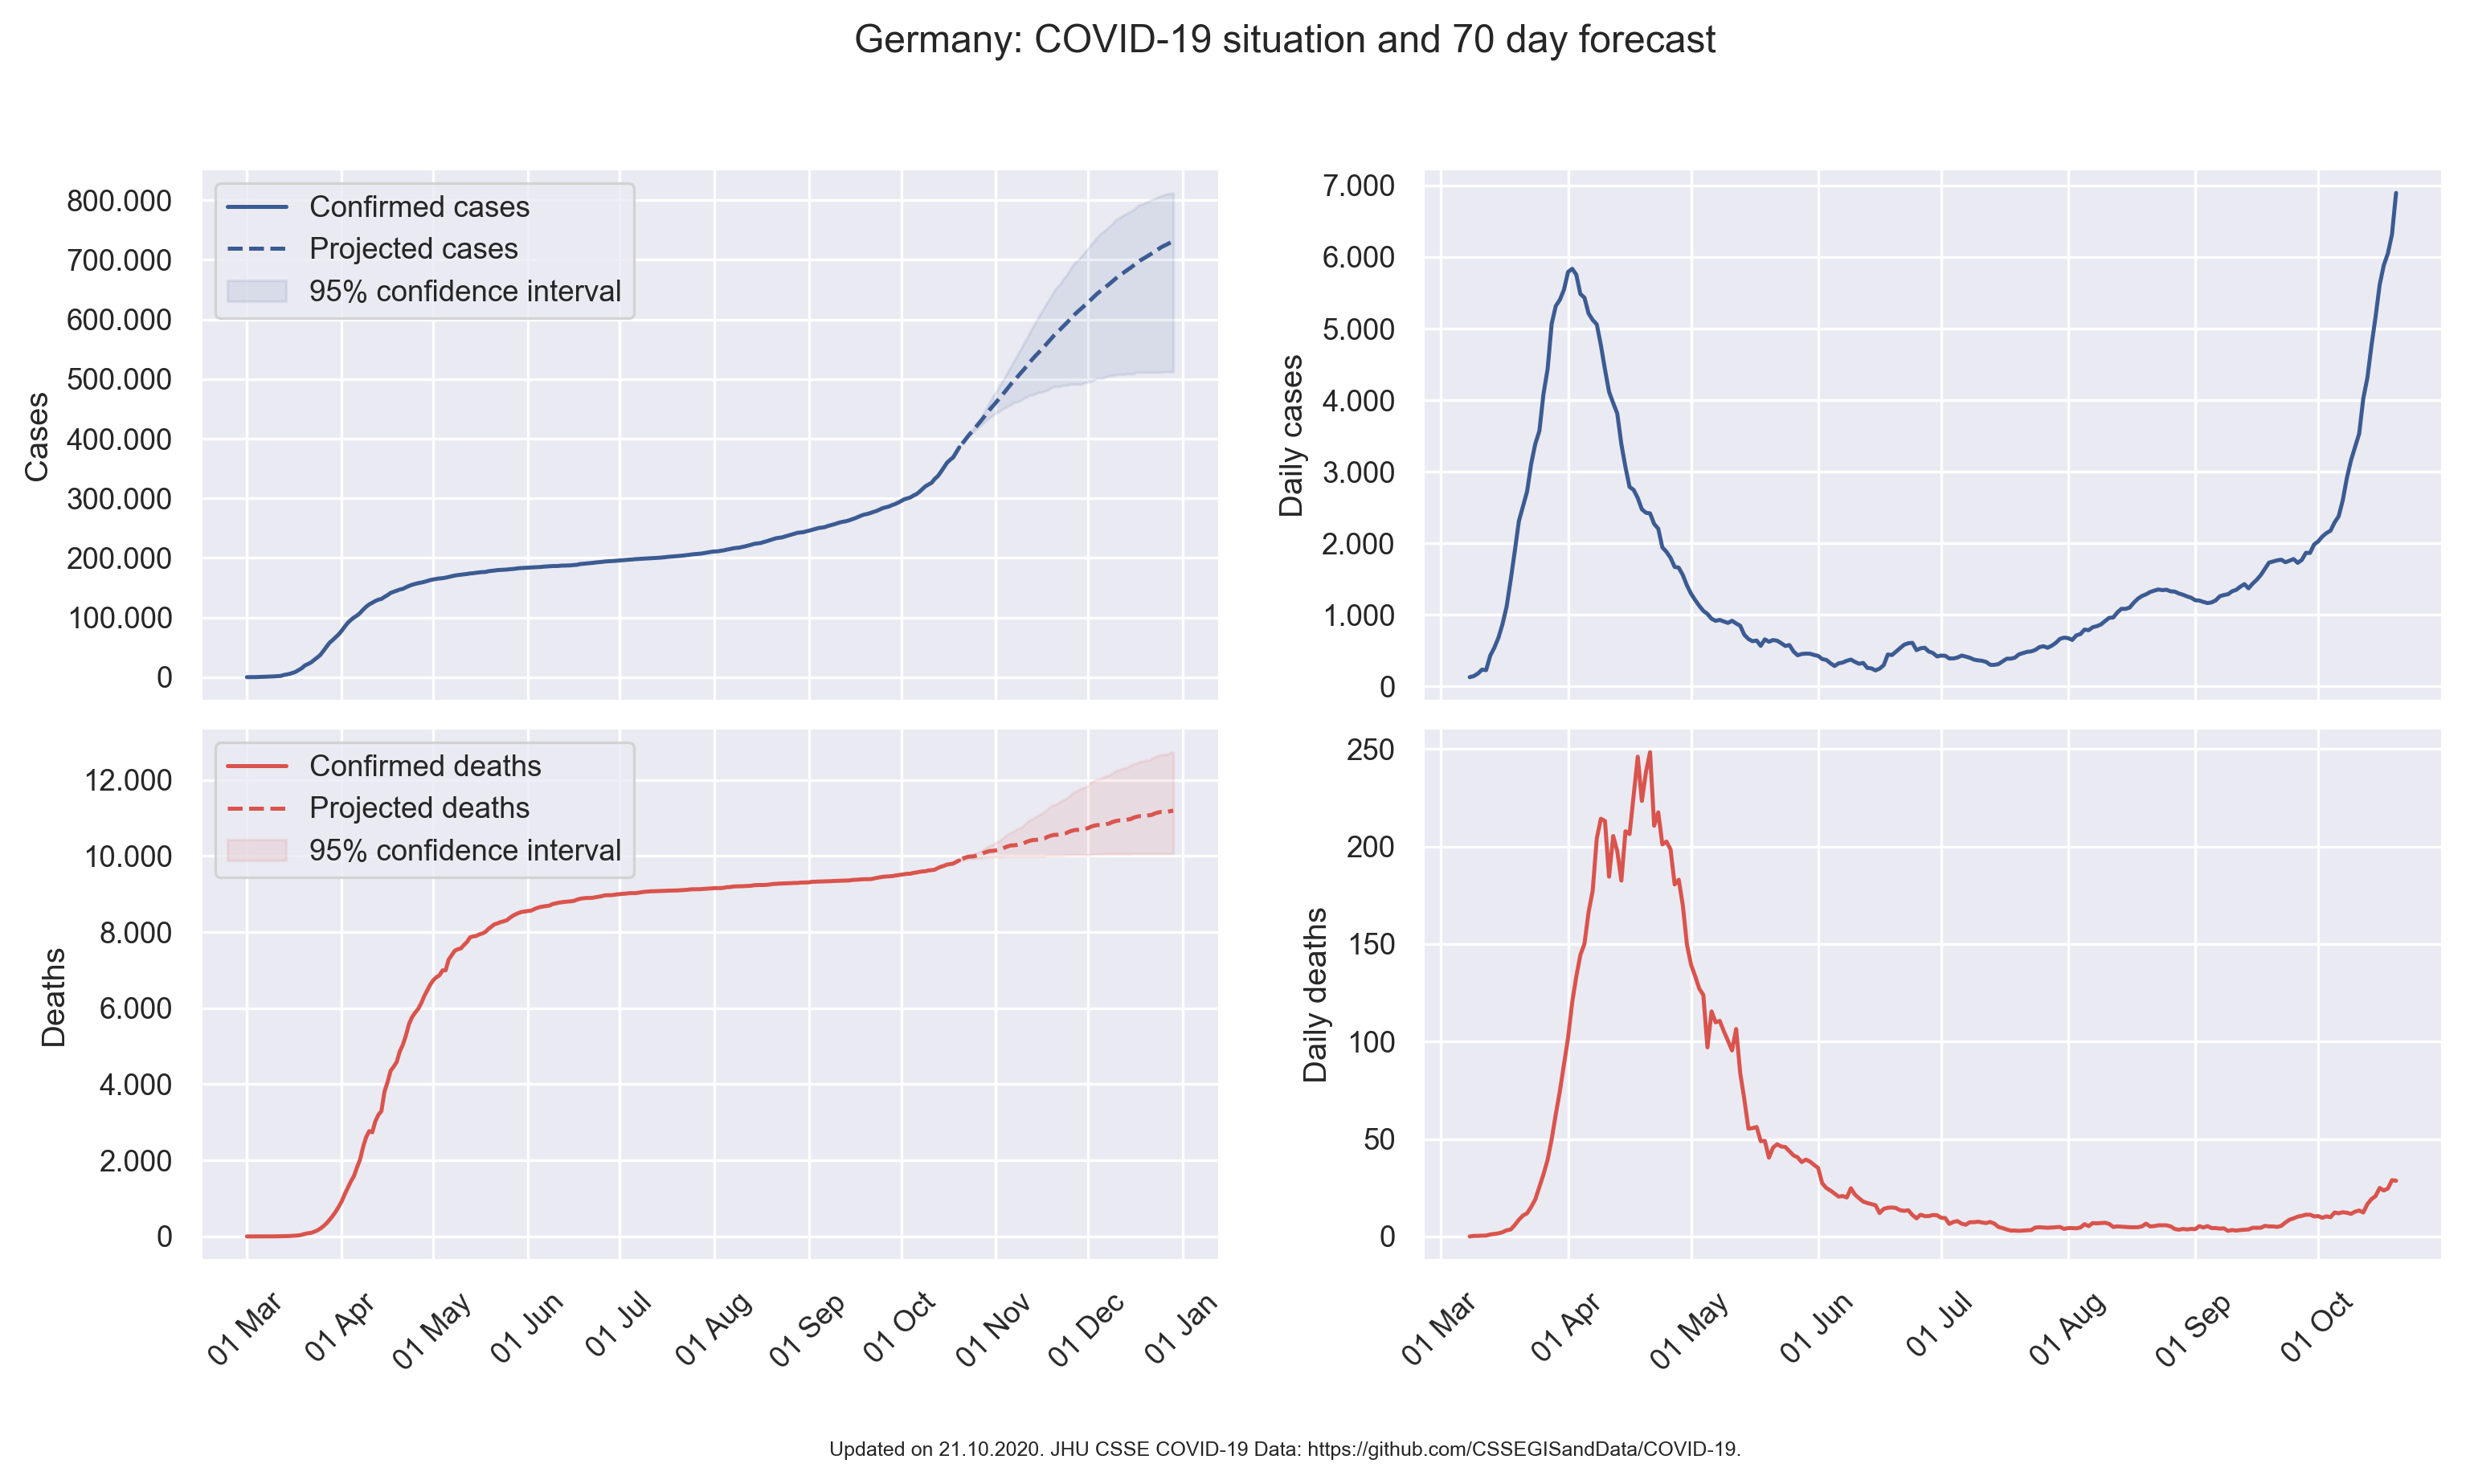 Germany: COVID-19 situation and 70 day forecast
Cases
800.000
700.000
600.000
500.000
400.000
300.000
200.000
100.000
0
Confirmed cases
Projected cases
95% confidence interval
Daily cases
7.000
6.000
5.000
4.000
3.000
2.000
1.000
0
Deaths
12.000
10.000
8.000
6.000
4.000
2.000
0
Confirmed deaths
Projected deaths
95% confidence interval
01 Mar
01 Apr
01 May
01 Jun
01 Jul
01 Aug
01 Sep
01 Oct
01 Nov
01 Dec
01 Jan
Daily deaths
250
200
150
100
50
0
01 Mar
01 Apr
01 May
01 Jun
01 Jul
01 Aug
01 Sep
01 Oct
Updated on 21.10.2020. JHU CSSE COVID-19 Data: https://github.com/CSSEGISandData/COVID-19.